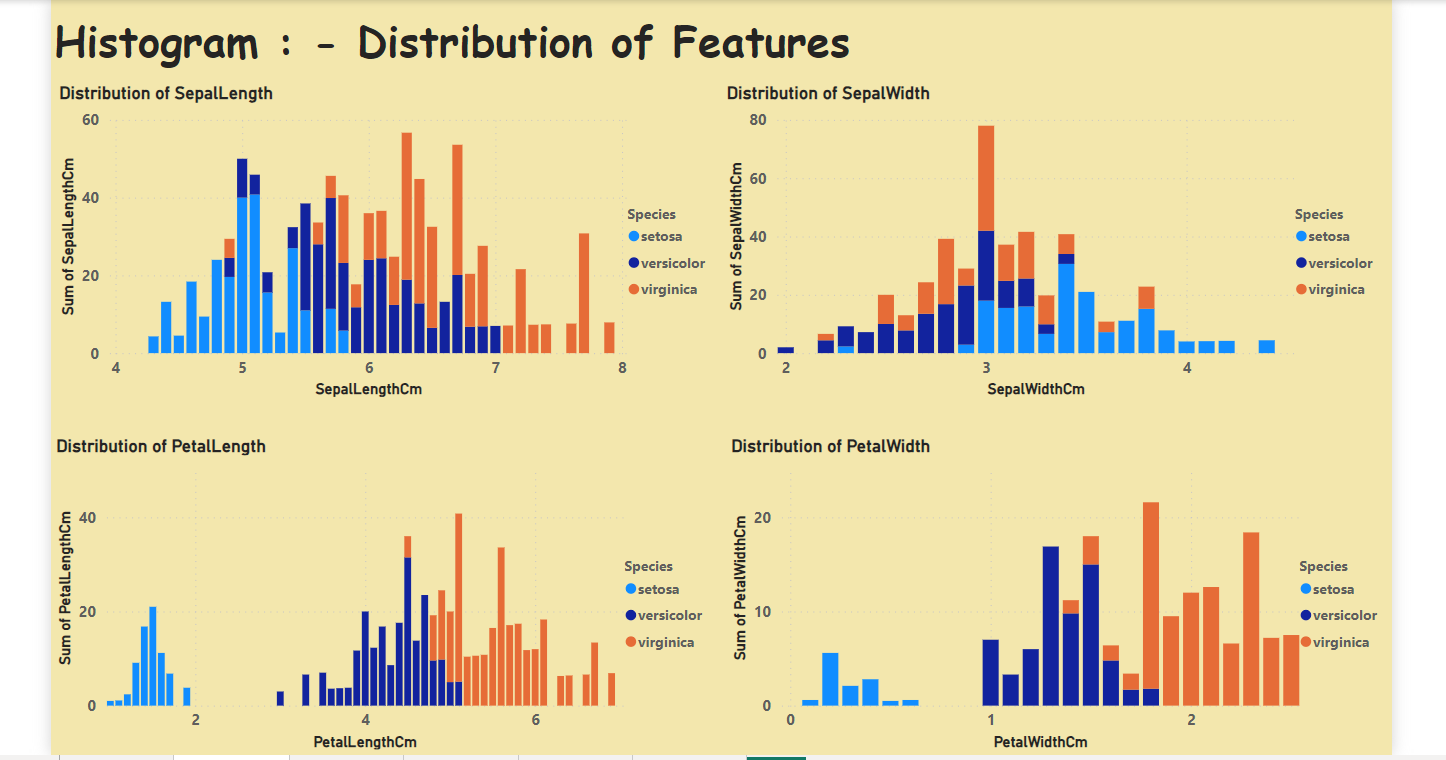 Histogram : - Distribution of Features
Distribution of SepalLength
60
40
20
0
Sum of SepalLengthCm
4 5 6 7 8
SepalLengthCm
Species
setosa
versicolor
virginica
Distribution of SepalWidth
80
60
40
20
0
Sum of SepalWidthCm
2 3 4
SepalWidthCm
Species
setosa
versicolor
virginica
Distribution of PetalLength
40
20
0
Sum of PetalLengthCm
2 4 6
PetalLengthCm
Species
setosa
versicolor
virginica
Distribution of PetalWidth
20
10
0
Sum of PetalWidthCm
0 1 2
PetalWidthCm
Species
setosa
versicolor
virginica